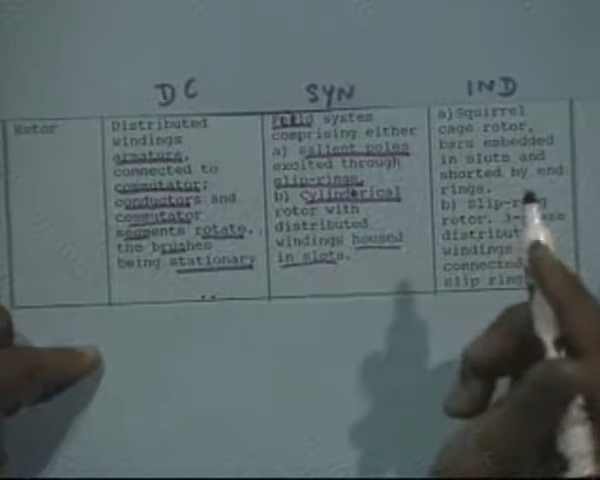 DC SYN IND
Rotor
Distributed
windings
armature,
connected to
commutator;
conductors and
commutator
segments rotate,
the brushes
being stationary
FIELD system
comprising either
a) salient poles
excited through
slip-rings.
b) Cylindrical
rotor with
distributed
windings housed
in slots.
a) Squirrel
cage rotor,
bars embedded
in slots and
shorted by end
rings.
b) Slip-ring
rotor.
windings
connected
slip ring